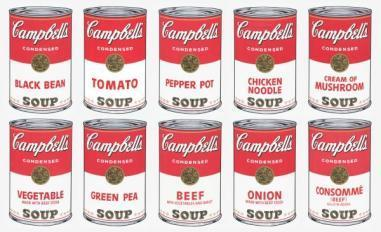 Campbell's
CONDENSED
BLACK BEAN
SOUP
Campbell's
CONDENSED
TOMATO
SOUP
Campbell's
CONDENSED
PEPPER POT
SOUP
Campbell's
CONDENSED
CHICKEN
NOODLE
SOUP
Campbell's
CONDENSED
CREAM OF
MUSHROOM
SOUP
Campbell's
CONDENSED
VEGETABLE
MADE WITH BEEF STOCK
SOUP
Campbell's
CONDENSED
GREEN PEA
SOUP
Campbell's
CONDENSED
BEEF
WITH VEGETABLES AND BARLEY
SOUP
Campbell's
CONDENSED
ONION
MADE WITH BEEF STOCK
SOUP
Campbell's
CONDENSED
CONSOMMÉ
(BEEF)
SOUP